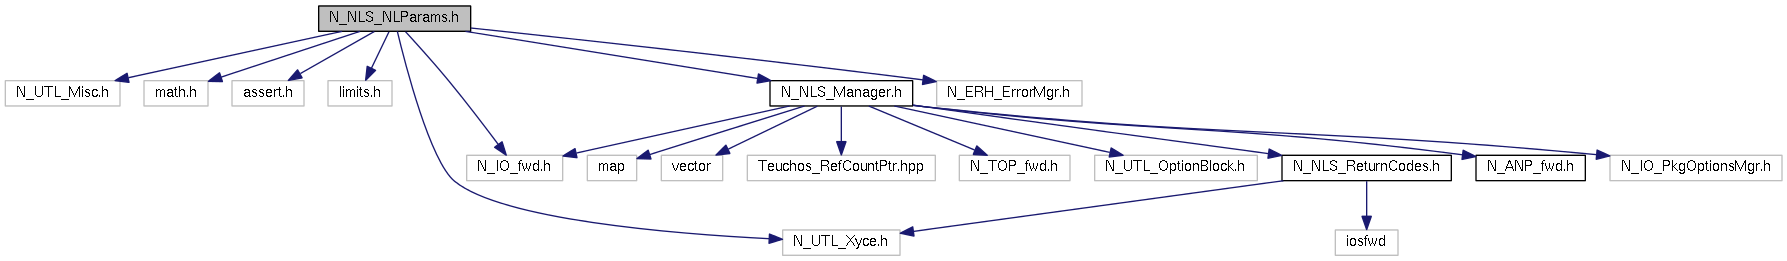 N_NLS_NLParams.h
N_UTL_Misc.h
math.h
assert.h
limits.h
N_NLS_Manager.h
N_ERH_ErrorMgr.h
N_IO_fwd.h
map
vector
Teuchos_RefCountPtr.hpp
N_TOP_fwd.h
N_UTL_OptionBlock.h
N_NLS_ReturnCodes.h
N_ANP_fwd.h
N_IO_PkgOptionsMgr.h
N_UTL_Xyce.h
iosfwd